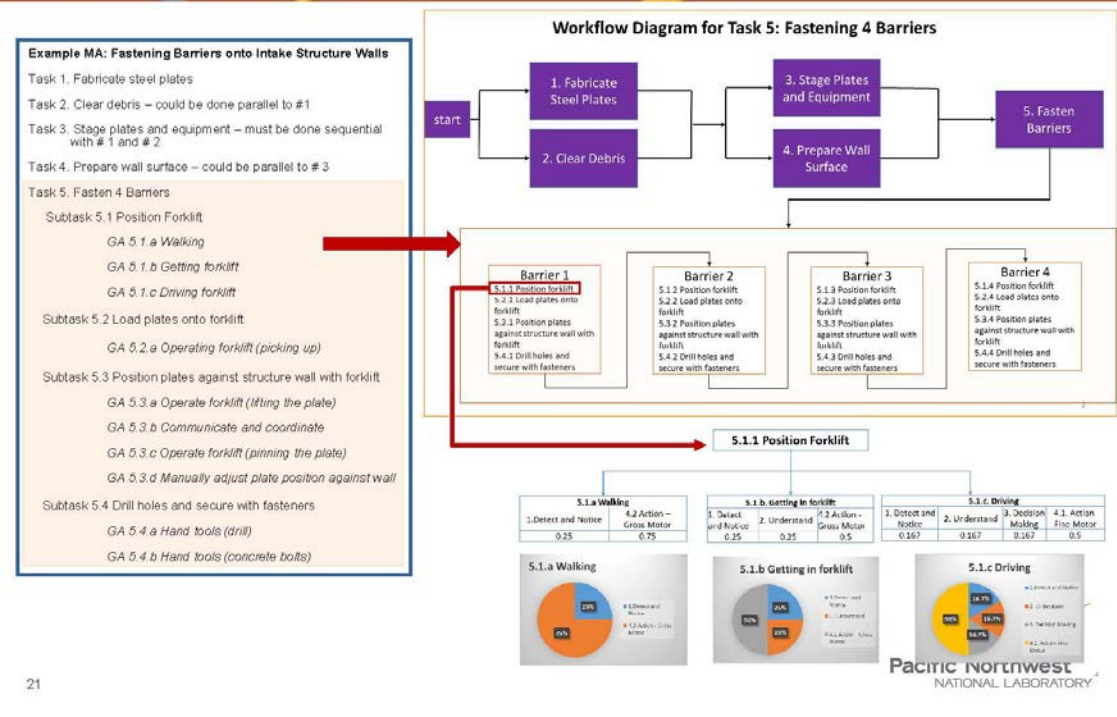 Example MA: Fastening Barriers onto Intake Structure Walls
Task 1. Fabricate steel plates
Task 2. Clear debris – could be done parallel to #1
Task 3. Stage plates and equipment – must be done sequential
with # 1 and # 2
Task 4. Prepare wall surface – could be parallel to # 3
Task 5. Fasten 4 Barriers
Subtask 5.1 Position Forklift
GA 5.1.a Walking
GA 5.1.b Getting forklift
GA 5.1.c Driving forklift
Subtask 5.2 Load plates onto forklift
GA 5.2.a Operating forklift (picking up)
Subtask 5.3 Position plates against structure wall with forklift
GA 5.3.a Operate forklift (lifting the plate)
GA 5.3.b Communicate and coordinate
GA 5.3.c Operate forklift (pinning the plate)
GA 5.3.d Manually adjust plate position against wall
Subtask 5.4 Drill holes and secure with fasteners
GA 5.4.a Hand tools (drill)
GA 5.4.b Hand tools (concrete bolts)
Workflow Diagram for Task 5: Fastening 4 Barriers
start
1. Fabricate
Steel Plates
2. Clear Debris
3. Stage Plates
and Equipment
4. Prepare Wall
Surface
5. Fasten
Barriers
Barrier 1
5.1.1 Position forklift
5.2.1 Load plates onto
forklift
5.3.1 Position plates
against structure wall with
forklift
5.4.1 Drill holes and
secure with fasteners
Barrier 2
5.1.2 Position forklift
5.2.2 Load plates onto
forklift
5.3.2 Position plates
against structure wall with
forklift
5.4.2 Drill holes and
secure with fasteners
Barrier 3
5.1.3 Position forklift
5.2.3 Load plates onto
forklift
5.3.3 Position plates
against structure wall with
forklift
5.4.3 Drill holes and
secure with fasteners
Barrier 4
5.1.4 Position forklift
5.2.4 Load plates onto
forklift
5.3.4 Position plates
against structure wall with
forklift
5.4.4 Drill holes and
secure with fasteners
5.1.1 Position Forklift
5.1.a Walking
1.Detect and Notice
4.2 Action –
Gross Motor
0.25
0.75
5.1.b. Getting in forklift
1. Detect
and Notice
2. Understand
4.2 Action -
Gross Motor
0.25
0.25
0.5
5.1.c. Driving
1. Detect and
Notice
2. Understand
3. Decision
Making
4.1. Action
Fine Motor
0.167
0.167
0.167
0.5
5.1.a Walking
25%
75%
5.1.b Getting in forklift
25%
25%
50%
5.1.c Driving
16.7%
16.7%
16.7%
50%
Pacific Northwest
NATIONAL LABORATORY
4
21